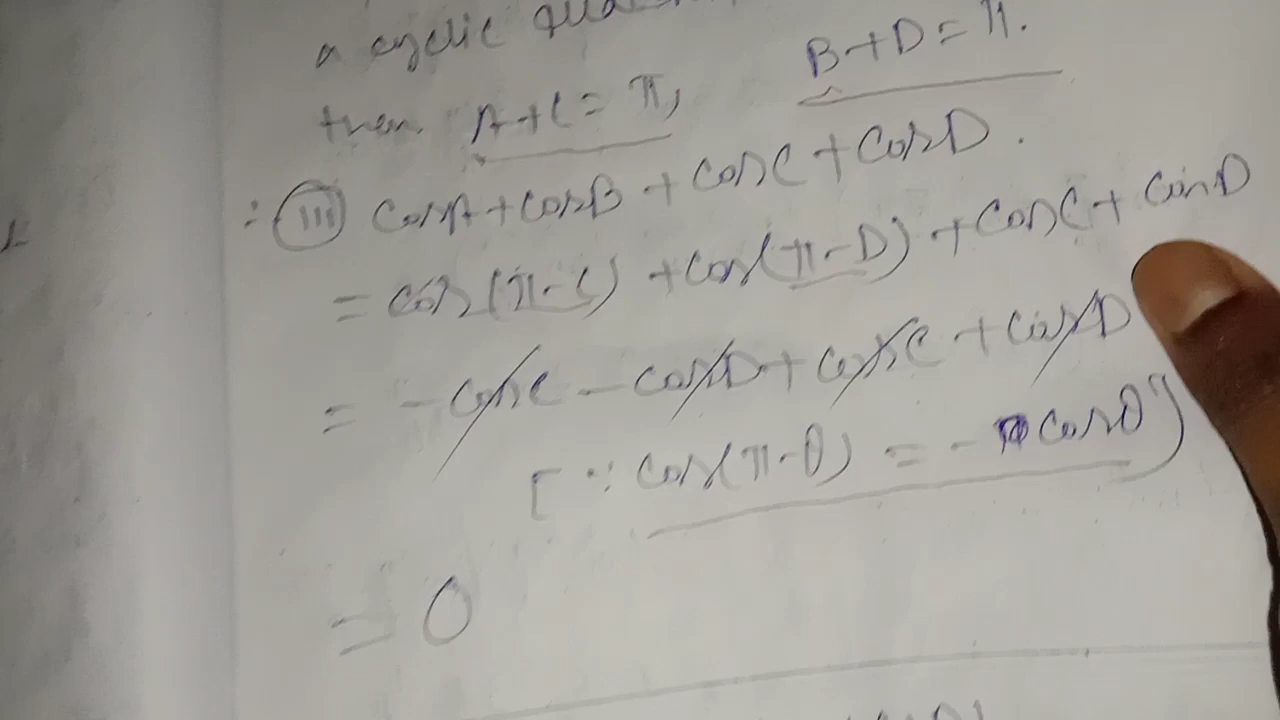 a cyclic
then A+C = π, B+D = π.
∴ (iii) cosA + cosB + cosC + cosD.
= cos(π-C) + cos(π-D) + cosC + cosD
= -cosC - cosD + cosC + cosD
[∵ cos(π-θ) = - cosθ]
= 0